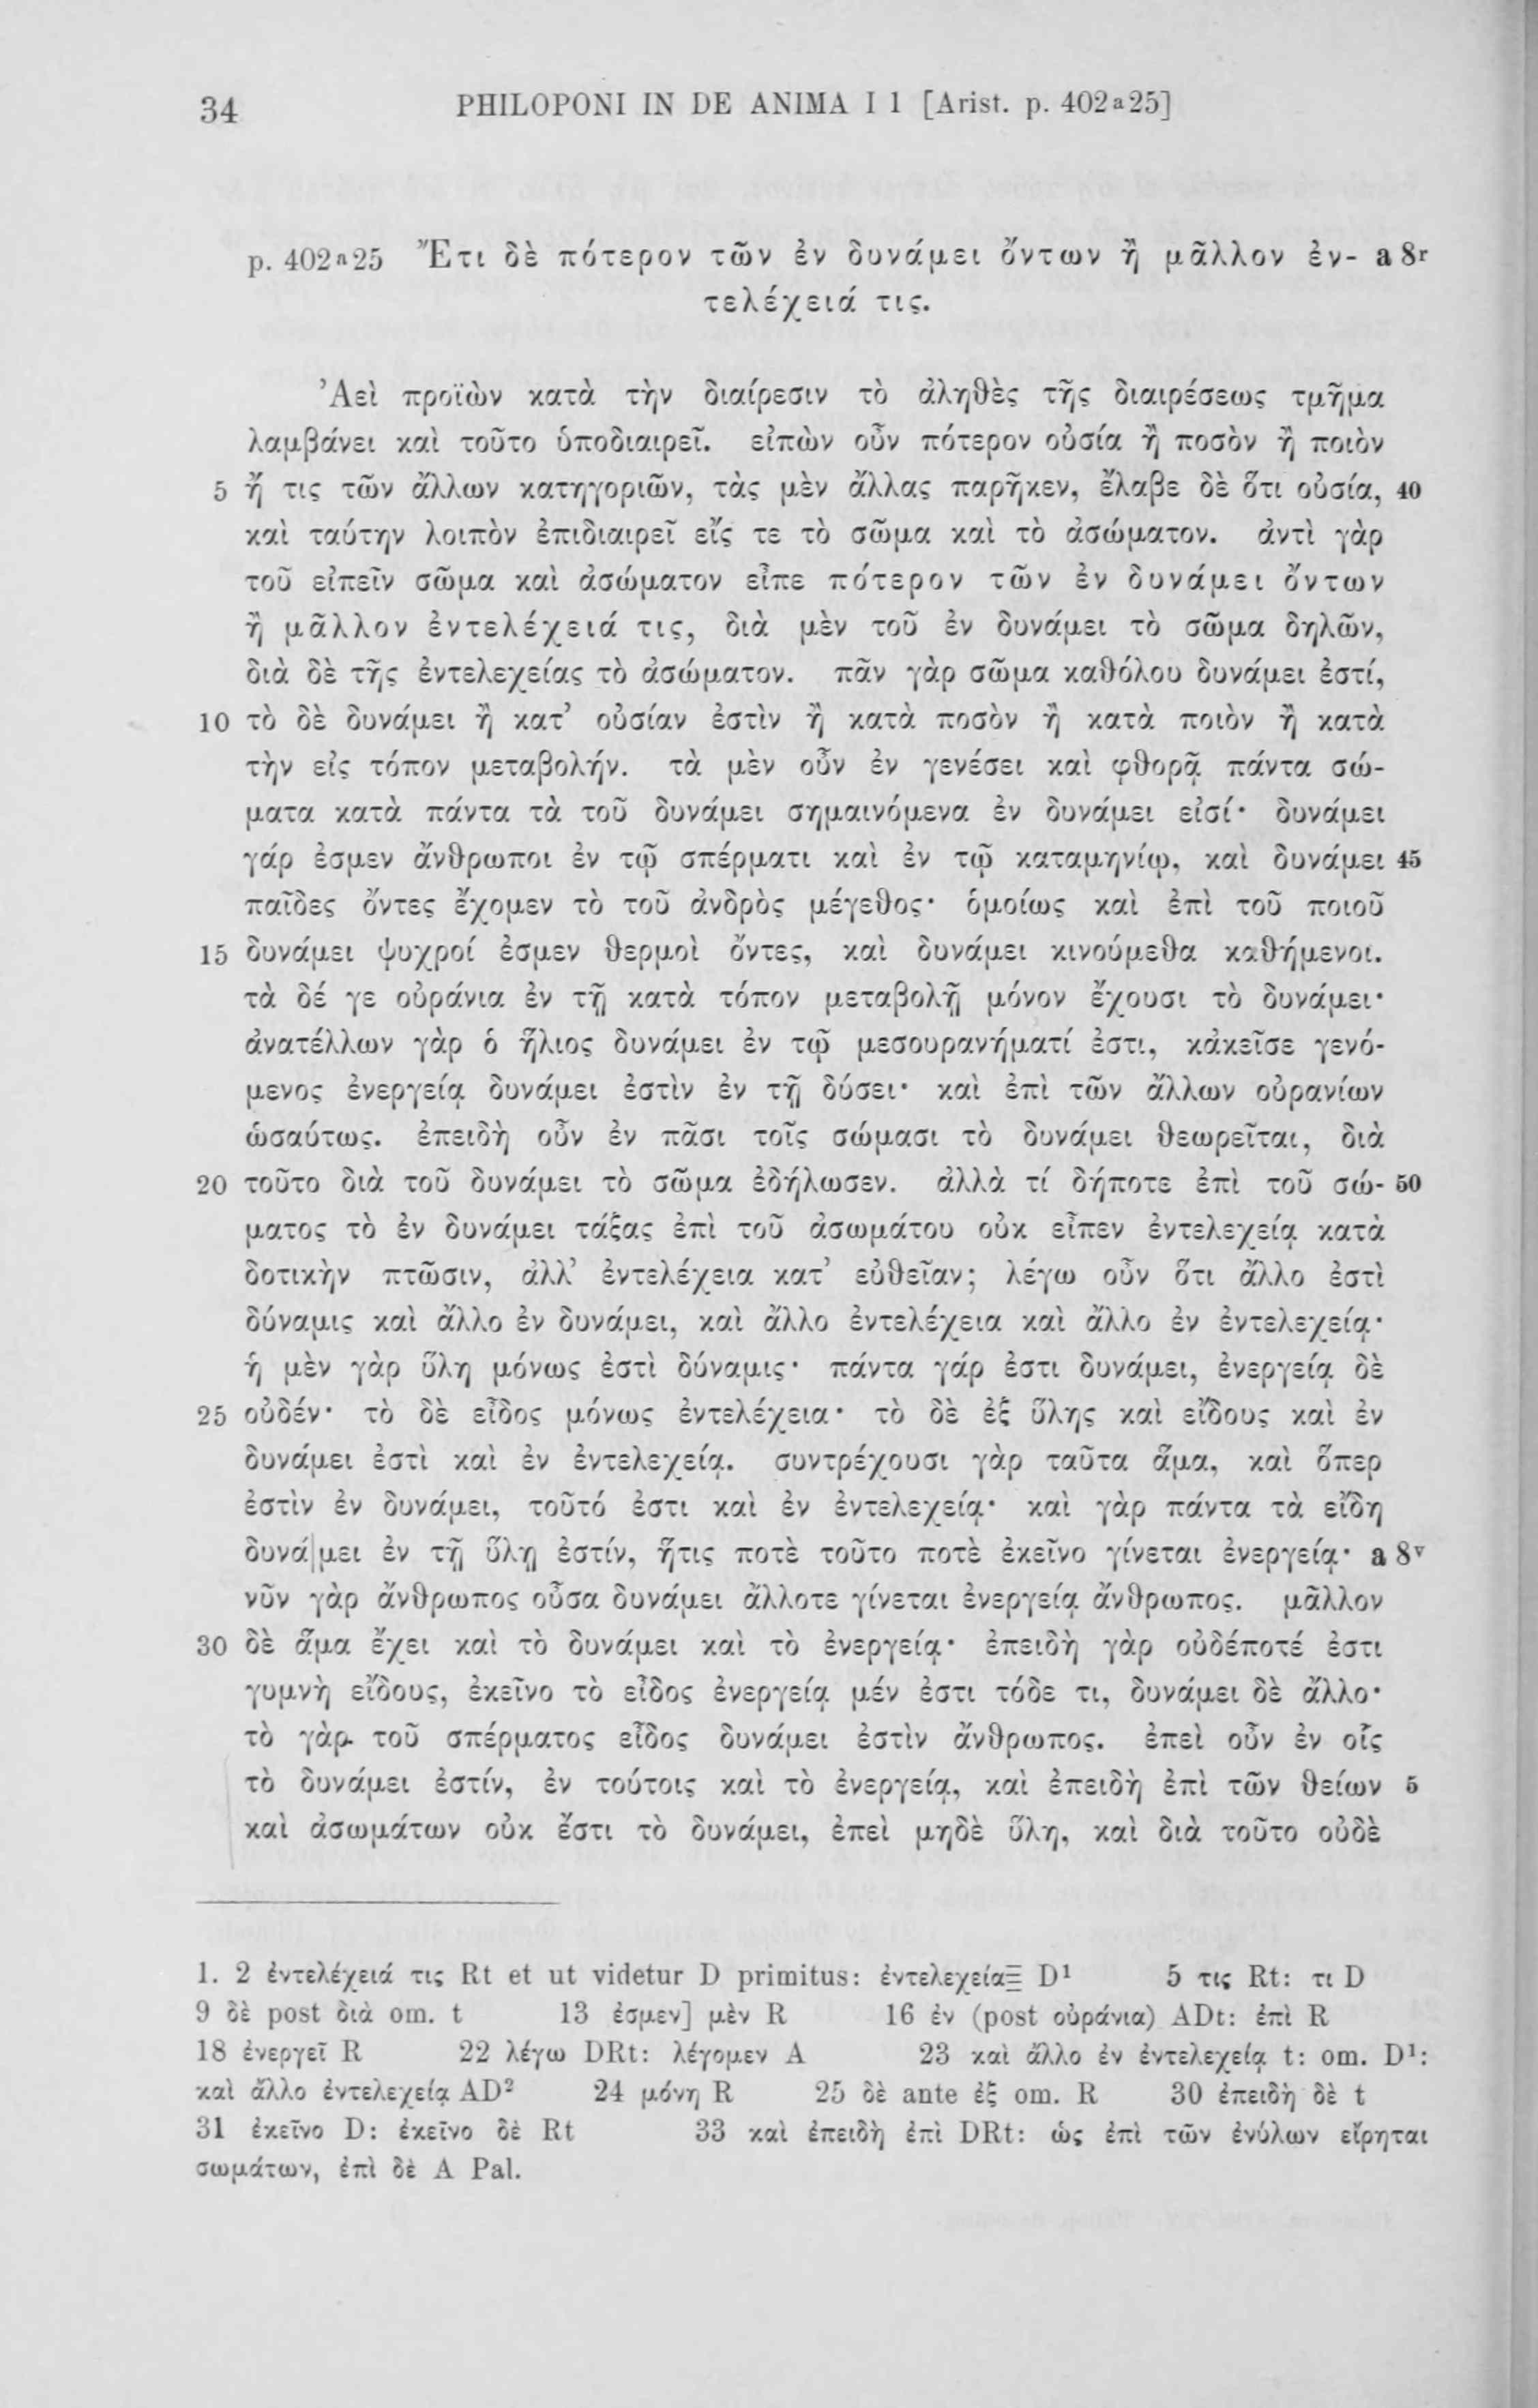 34 PHILOPONI IN DE ANIMA I 1 [Arist. p. 402a25]
p. 402a25 Ἔτι δὲ πότερον τῶν ἐν δυνάμει ὄντων ἢ μᾶλλον ἐν- a 8r
τελέχειά τις.
Ἀεὶ προϊὼν κατὰ τὴν διαίρεσιν τὸ ἀληθὲς τῆς διαιρέσεως τμῆμα
λαμβάνει καὶ τοῦτο ὑποδιαιρεῖ. εἰπὼν οὖν πότερον οὐσία ἢ ποσὸν ἢ ποιὸν
5 ἤ τις τῶν ἄλλων κατηγοριῶν, τὰς μὲν ἄλλας παρῆκεν, ἔλαβε δὲ ὅτι οὐσία, 40
καὶ ταύτην λοιπὸν ἐπιδιαιρεῖ εἴς τε τὸ σῶμα καὶ τὸ ἀσώματον. ἀντὶ γὰρ
τοῦ εἰπεῖν σῶμα καὶ ἀσώματον εἶπε πότερον τῶν ἐν δυνάμει ὄντων
ἢ μᾶλλον ἐντελέχειά τις, διὰ μὲν τοῦ ἐν δυνάμει τὸ σῶμα δηλῶν,
διὰ δὲ τῆς ἐντελεχείας τὸ ἀσώματον. πᾶν γὰρ σῶμα καθόλου δυνάμει ἐστί,
10 τὸ δὲ δυνάμει ἢ κατ’ οὐσίαν ἐστὶν ἢ κατὰ ποσὸν ἢ κατὰ ποιὸν ἢ κατὰ
τὴν εἰς τόπον μεταβολήν. τὰ μὲν οὖν ἐν γενέσει καὶ φθορᾷ πάντα σώ-
ματα κατὰ πάντα τὰ τοῦ δυνάμει σημαινόμενα ἐν δυνάμει εἰσί· δυνάμει
γάρ ἐσμεν ἄνθρωποι ἐν τῷ σπέρματι καὶ ἐν τῷ καταμηνίῳ, καὶ δυνάμει 45
παῖδες ὄντες ἔχομεν τὸ τοῦ ἀνδρὸς μέγεθος· ὁμοίως καὶ ἐπὶ τοῦ ποιοῦ
15 δυνάμει ψυχροί ἐσμεν θερμοὶ ὄντες, καὶ δυνάμει κινούμεθα καθήμενοι.
τὰ δέ γε οὐράνια ἐν τῇ κατὰ τόπον μεταβολῇ μόνον ἔχουσι τὸ δυνάμει·
ἀνατέλλων γὰρ ὁ ἥλιος δυνάμει ἐν τῷ μεσουρανήματί ἐστι, κἀκεῖσε γενό-
μενος ἐνεργείᾳ δυνάμει ἐστὶν ἐν τῇ δύσει· καὶ ἐπὶ τῶν ἄλλων οὐρανίων
ὡσαύτως. ἐπειδὴ οὖν ἐν πᾶσι τοῖς σώμασι τὸ δυνάμει θεωρεῖται, διὰ
20 τοῦτο διὰ τοῦ δυνάμει τὸ σῶμα ἐδήλωσεν. ἀλλὰ τί δήποτε ἐπὶ τοῦ σώ- 50
ματος τὸ ἐν δυνάμει τάξας ἐπὶ τοῦ ἀσωμάτου οὐκ εἶπεν ἐντελεχείᾳ κατὰ
δοτικὴν πτῶσιν, ἀλλ’ ἐντελέχεια κατ’ εὐθεῖαν; λέγω οὖν ὅτι ἄλλο ἐστὶ
δύναμις καὶ ἄλλο ἐν δυνάμει, καὶ ἄλλο ἐντελέχεια καὶ ἄλλο ἐν ἐντελεχείᾳ·
ἡ μὲν γὰρ ὕλη μόνως ἐστὶ δύναμις· πάντα γάρ ἐστι δυνάμει, ἐνεργείᾳ δὲ
25 οὐδέν· τὸ δὲ εἶδος μόνως ἐντελέχεια· τὸ δὲ ἐξ ὕλης καὶ εἴδους καὶ ἐν
δυνάμει ἐστὶ καὶ ἐν ἐντελεχείᾳ. συντρέχουσι γὰρ ταῦτα ἅμα, καὶ ὅπερ
ἐστὶν ἐν δυνάμει, τοῦτό ἐστι καὶ ἐν ἐντελεχείᾳ· καὶ γὰρ πάντα τὰ εἴδη
δυνά|μει ἐν τῇ ὕλῃ ἐστίν, ἥτις ποτὲ τοῦτο ποτὲ ἐκεῖνο γίνεται ἐνεργείᾳ· a 8v
νῦν γὰρ ἄνθρωπος οὖσα δυνάμει ἄλλοτε γίνεται ἐνεργείᾳ ἄνθρωπος. μᾶλλον
30 δὲ ἅμα ἔχει καὶ τὸ δυνάμει καὶ τὸ ἐνεργείᾳ· ἐπειδὴ γὰρ οὐδέποτέ ἐστι
γυμνὴ εἴδους, ἐκεῖνο τὸ εἶδος ἐνεργείᾳ μέν ἐστι τόδε τι, δυνάμει δὲ ἄλλο·
τὸ γὰρ τοῦ σπέρματος εἶδος δυνάμει ἐστὶν ἄνθρωπος. ἐπεὶ οὖν ἐν οἷς
τὸ δυνάμει ἐστίν, ἐν τούτοις καὶ τὸ ἐνεργείᾳ, καὶ ἐπειδὴ ἐπὶ τῶν θείων 5
καὶ ἀσωμάτων οὐκ ἔστι τὸ δυνάμει, ἐπεὶ μηδὲ ὕλη, καὶ διὰ τοῦτο οὐδὲ
1. 2 ἐντελέχειά τις Rt et ut videtur D primitus: ἐντελεχεία D¹ 5 τις Rt: τι D
9 δὲ post διὰ om. t 13 ἐσμεν] μὲν R 16 ἐν (post οὐράνια) ADt: ἐπὶ R
18 ἐνεργεῖ R 22 λέγω DRt: λέγομεν A 23 καὶ ἄλλο ἐν ἐντελεχείᾳ t: om. D¹:
καὶ ἄλλο ἐντελεχείᾳ AD² 24 μόνη R 25 δὲ ante ἐξ om. R 30 ἐπειδὴ δὲ t
31 ἐκεῖνο D: ἐκεῖνο δὲ Rt 33 καὶ ἐπειδὴ ἐπὶ DRt: ὡς ἐπὶ τῶν ἐνύλων εἴρηται
σωμάτων, ἐπὶ δὲ A Pal.